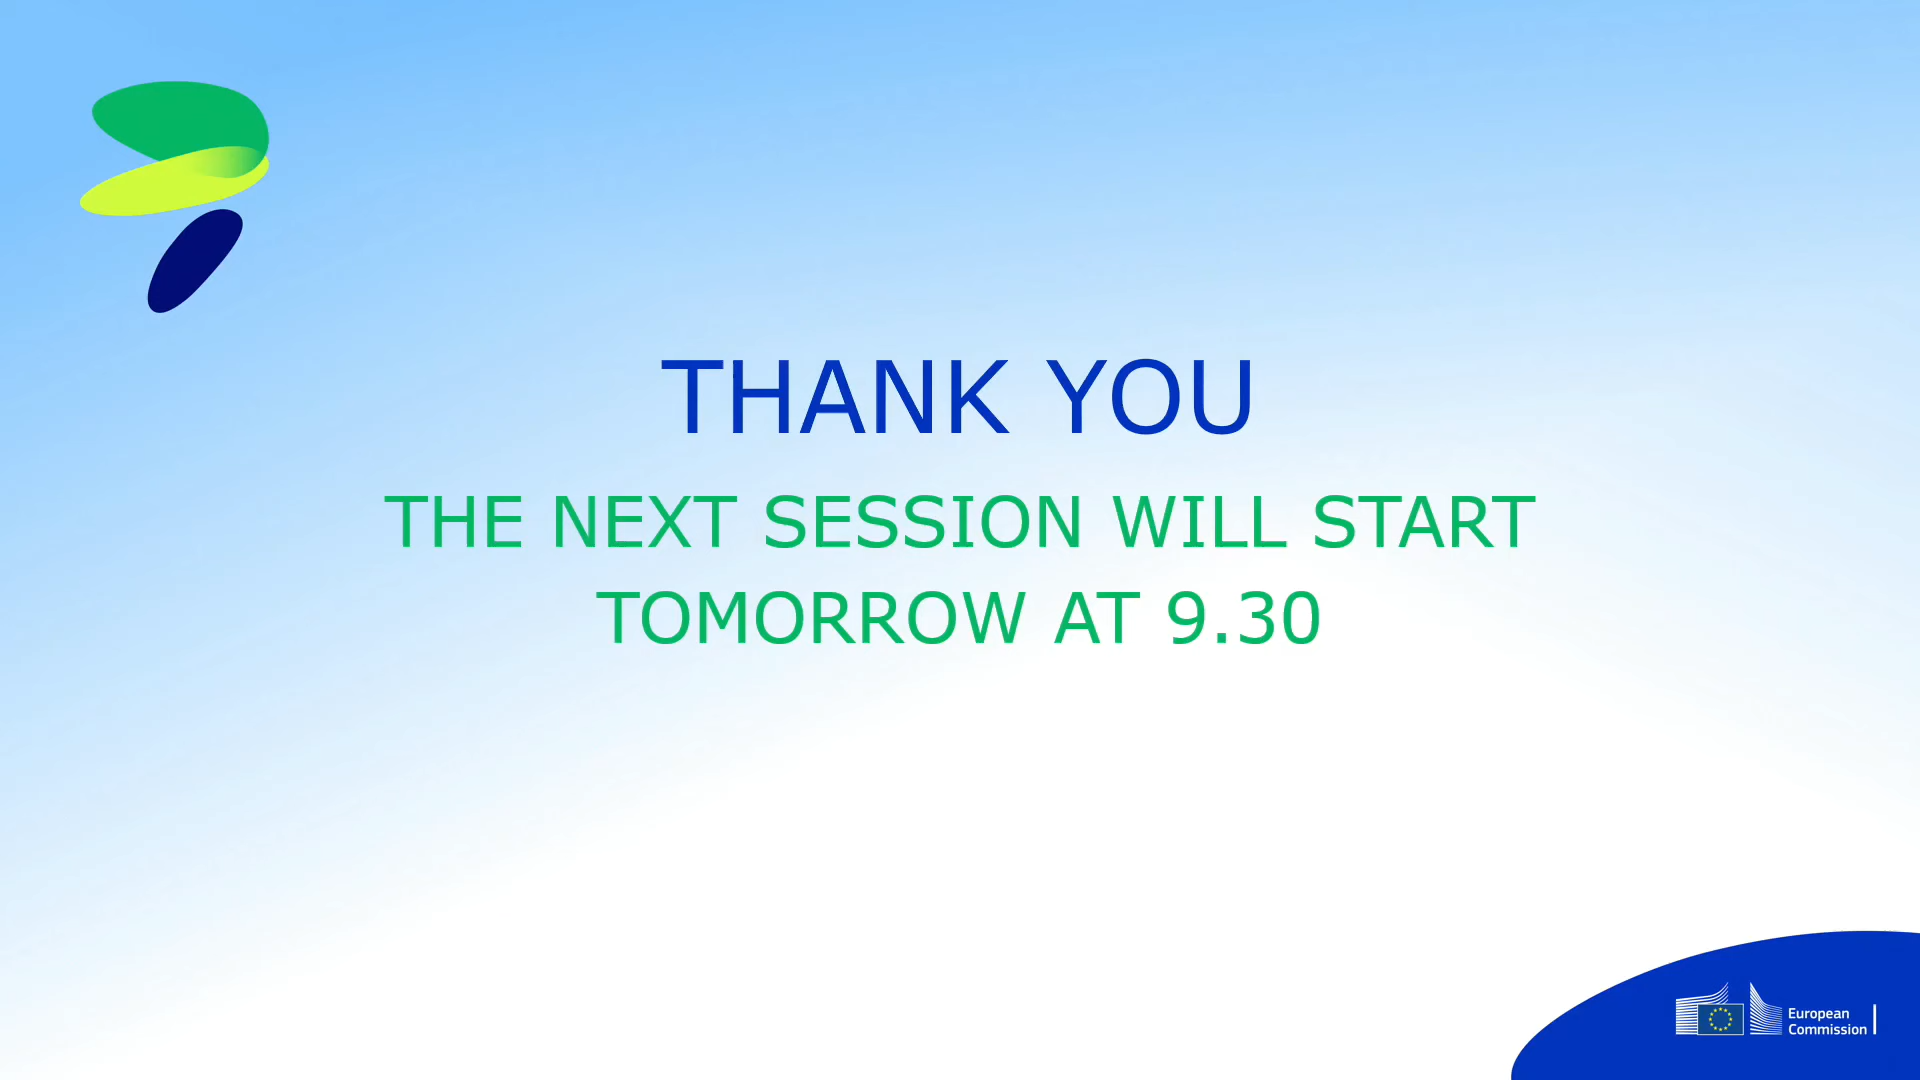 THANK YOU
THE NEXT SESSION WILL START
TOMORROW AT 9.30
European
Commission